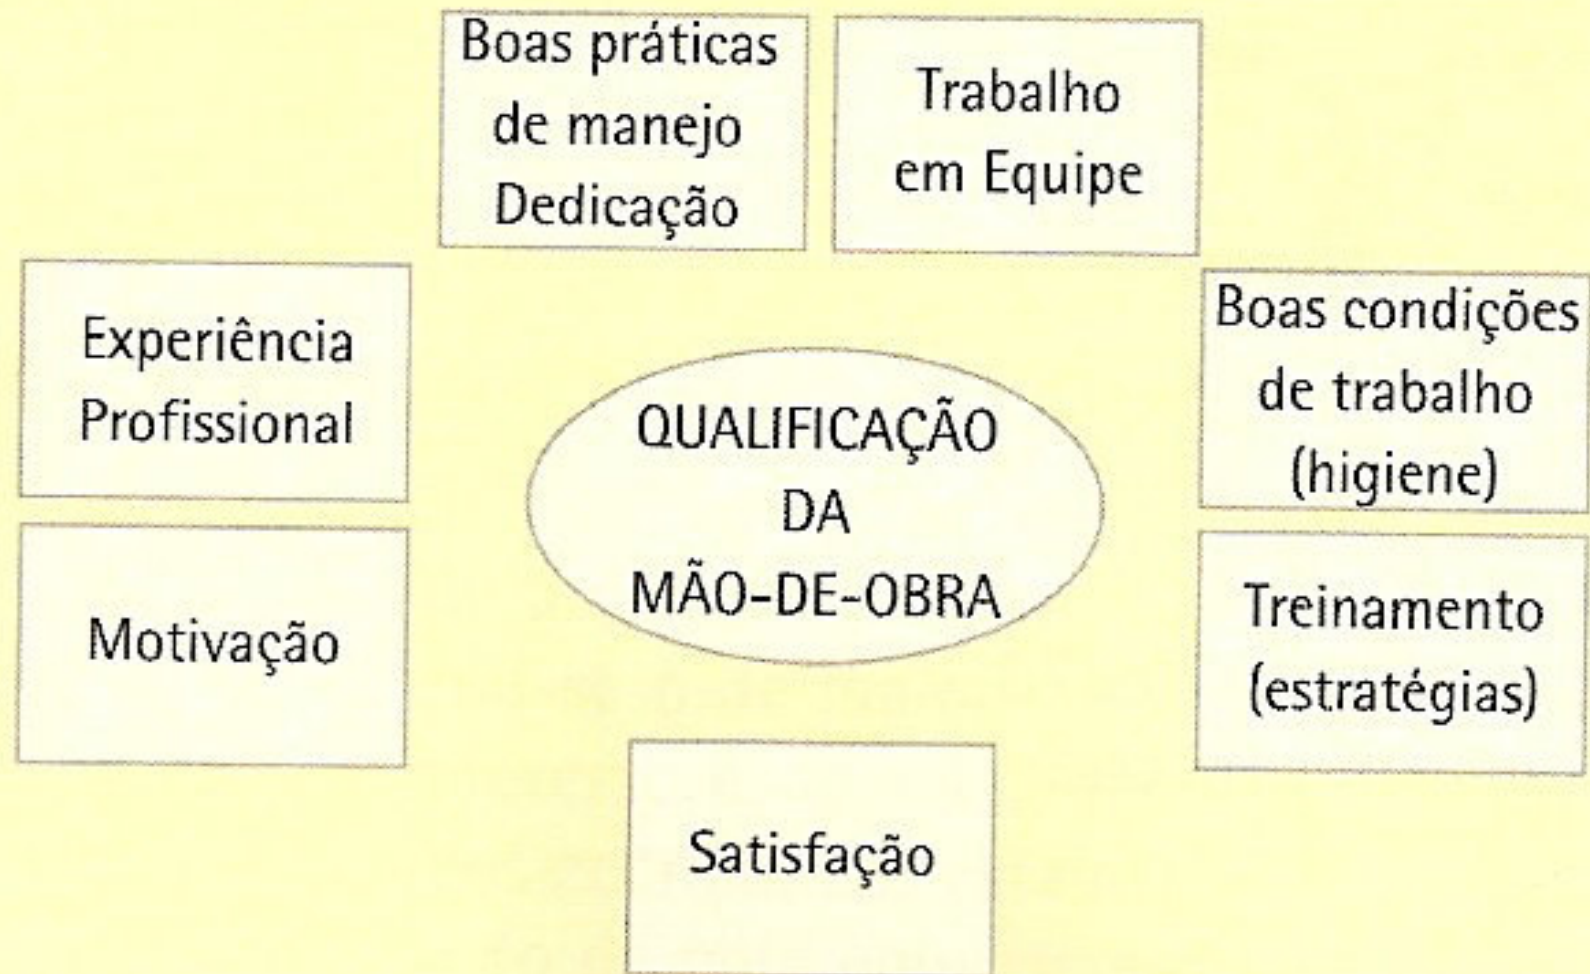 Boas práticas
de manejo
Dedicação
Trabalho
em Equipe
Experiência
Profissional
Boas condições
de trabalho
(higiene)
QUALIFICAÇÃO
DA
MÃO-DE-OBRA
Motivação
Treinamento
(estratégias)
Satisfação